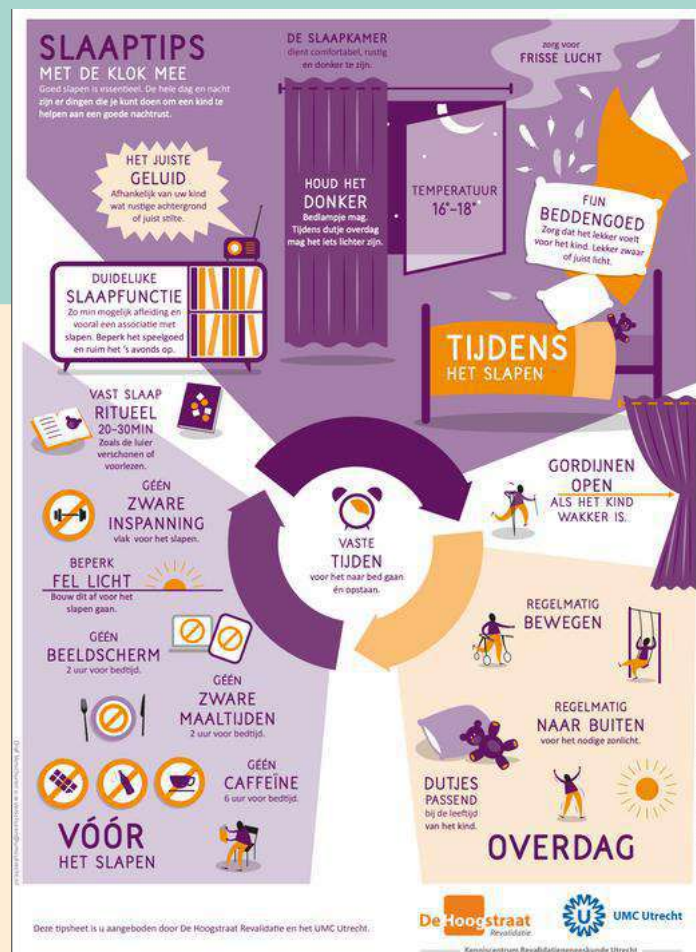 SLAAPTIPS
MET DE KLOK MEE
Goed slapen is essentieel. De hele dag en nacht
zijn er dingen die je kunt doen om een kind te
helpen aan een goede nachtrust.
DE SLAAPKAMER
dient comfortabel, rustig
en donker te zijn.
zorg voor
FRISSE LUCHT
HET JUISTE
GELUID
Afhankelijk van uw kind
wat rustige achtergrond
of juist stilte.
HOUD HET
DONKER
Bedlampje mag.
Tijdens dutje overdag
mag het iets lichter zijn.
TEMPERATUUR
16°-18°
FIJN
BEDDENGOED
Zorg dat het lekker voelt
voor het kind. Lekker zwaar
of juist licht.
DUIDELIJKE
SLAAPFUNCTIE
Zo min mogelijk afleiding en
vooral een associatie met
slapen. Beperk het speelgoed
en ruim het 's avonds op.
TIJDENS
HET SLAPEN
VAST SLAAP
RITUEEL
20-30MIN
Zoals de luier
verschonen of
voorlezen.
GÉÉN
ZWARE
INSPANNING
vlak voor het slapen.
BEPERK
FEL LICHT
Bouw dit af voor het
slapen gaan.
GÉÉN
BEELDSCHERM
2 uur voor bedtijd.
GÉÉN
ZWARE
MAALTIJDEN
2 uur voor bedtijd.
GÉÉN
CAFFEÏNE
6 uur voor bedtijd.
VÓÓR
HET SLAPEN
VASTE
TIJDEN
voor het naar bed gaan
én opstaan.
GORDIJNEN
OPEN
ALS HET KIND
WAKKER IS.
REGELMATIG
BEWEGEN
REGELMATIG
NAAR BUITEN
voor het nodige zonlicht.
DUTJES
PASSEND
bij de leeftijd
van het kind.
OVERDAG
Deze tipsheet is u aangeboden door De Hoogstraat Revalidatie en het UMC Utrecht.
De Hoogstraat
Revalidatie
UMC Utrecht
Kenniscentrum Revalidatiegeneeskunde Utrecht